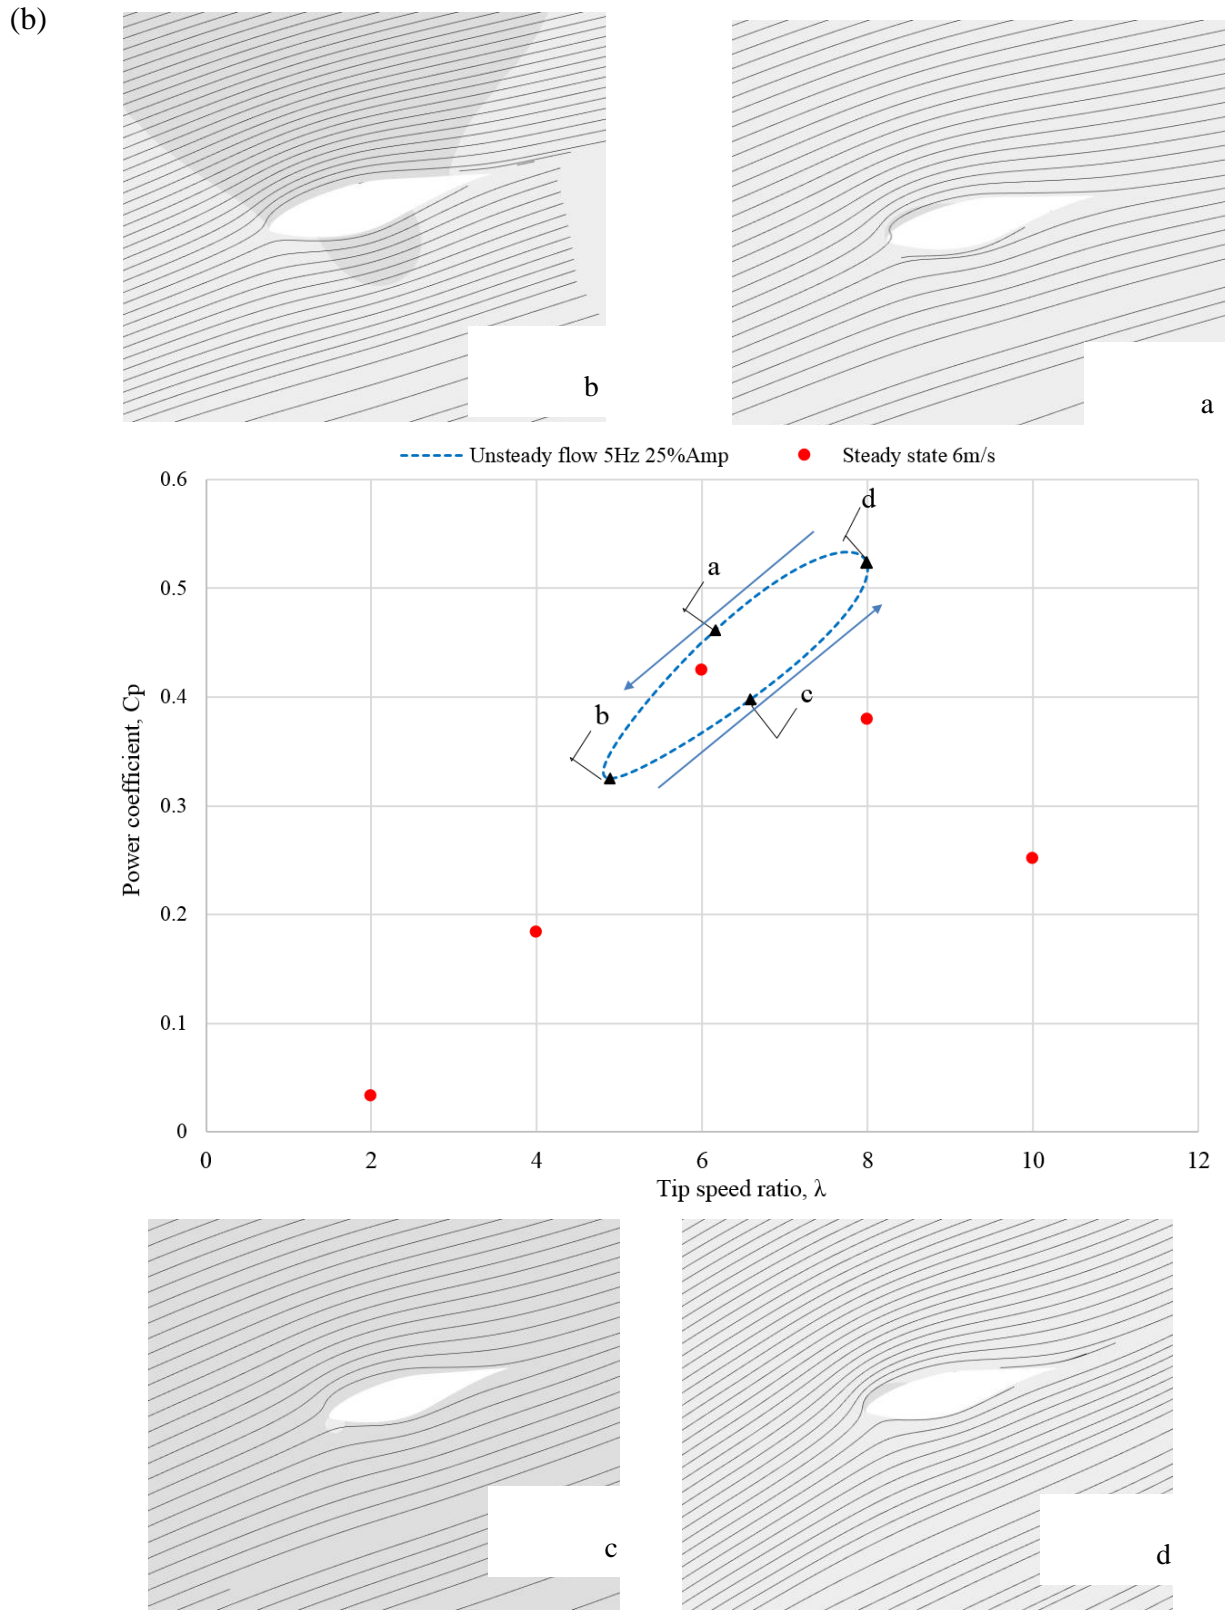 (b)
b
a
Unsteady flow 5Hz 25%Amp
Steady state 6m/s
0.6
0.5
0.4
0.3
0.2
0.1
0
Power coefficient, Cp
d
a
c
b
0 2 4 6 8 10 12
Tip speed ratio, λ
c
d